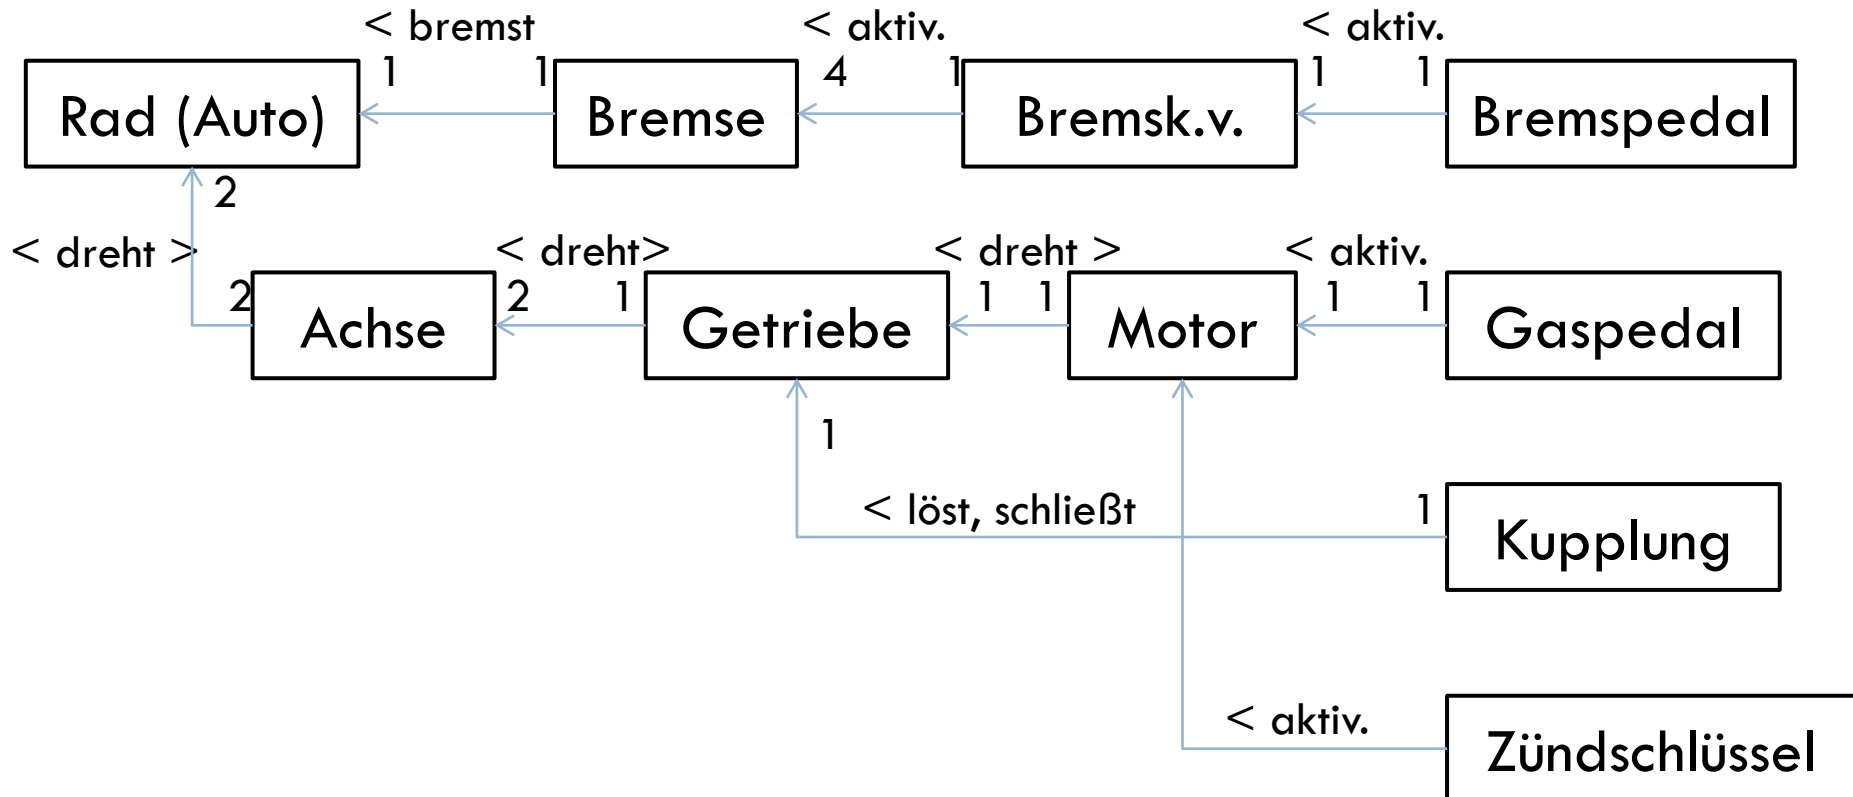 < bremst < aktiv. < aktiv.
1 1 4 1 1 1
Rad (Auto) Bremse Bremsk.v. Bremspedal
2
< dreht > < dreht> < dreht > < aktiv.
2 2 1 1 1 1 1
Achse Getriebe Motor Gaspedal
1
< löst, schließt 1
Kupplung
< aktiv.
Zündschlüssel